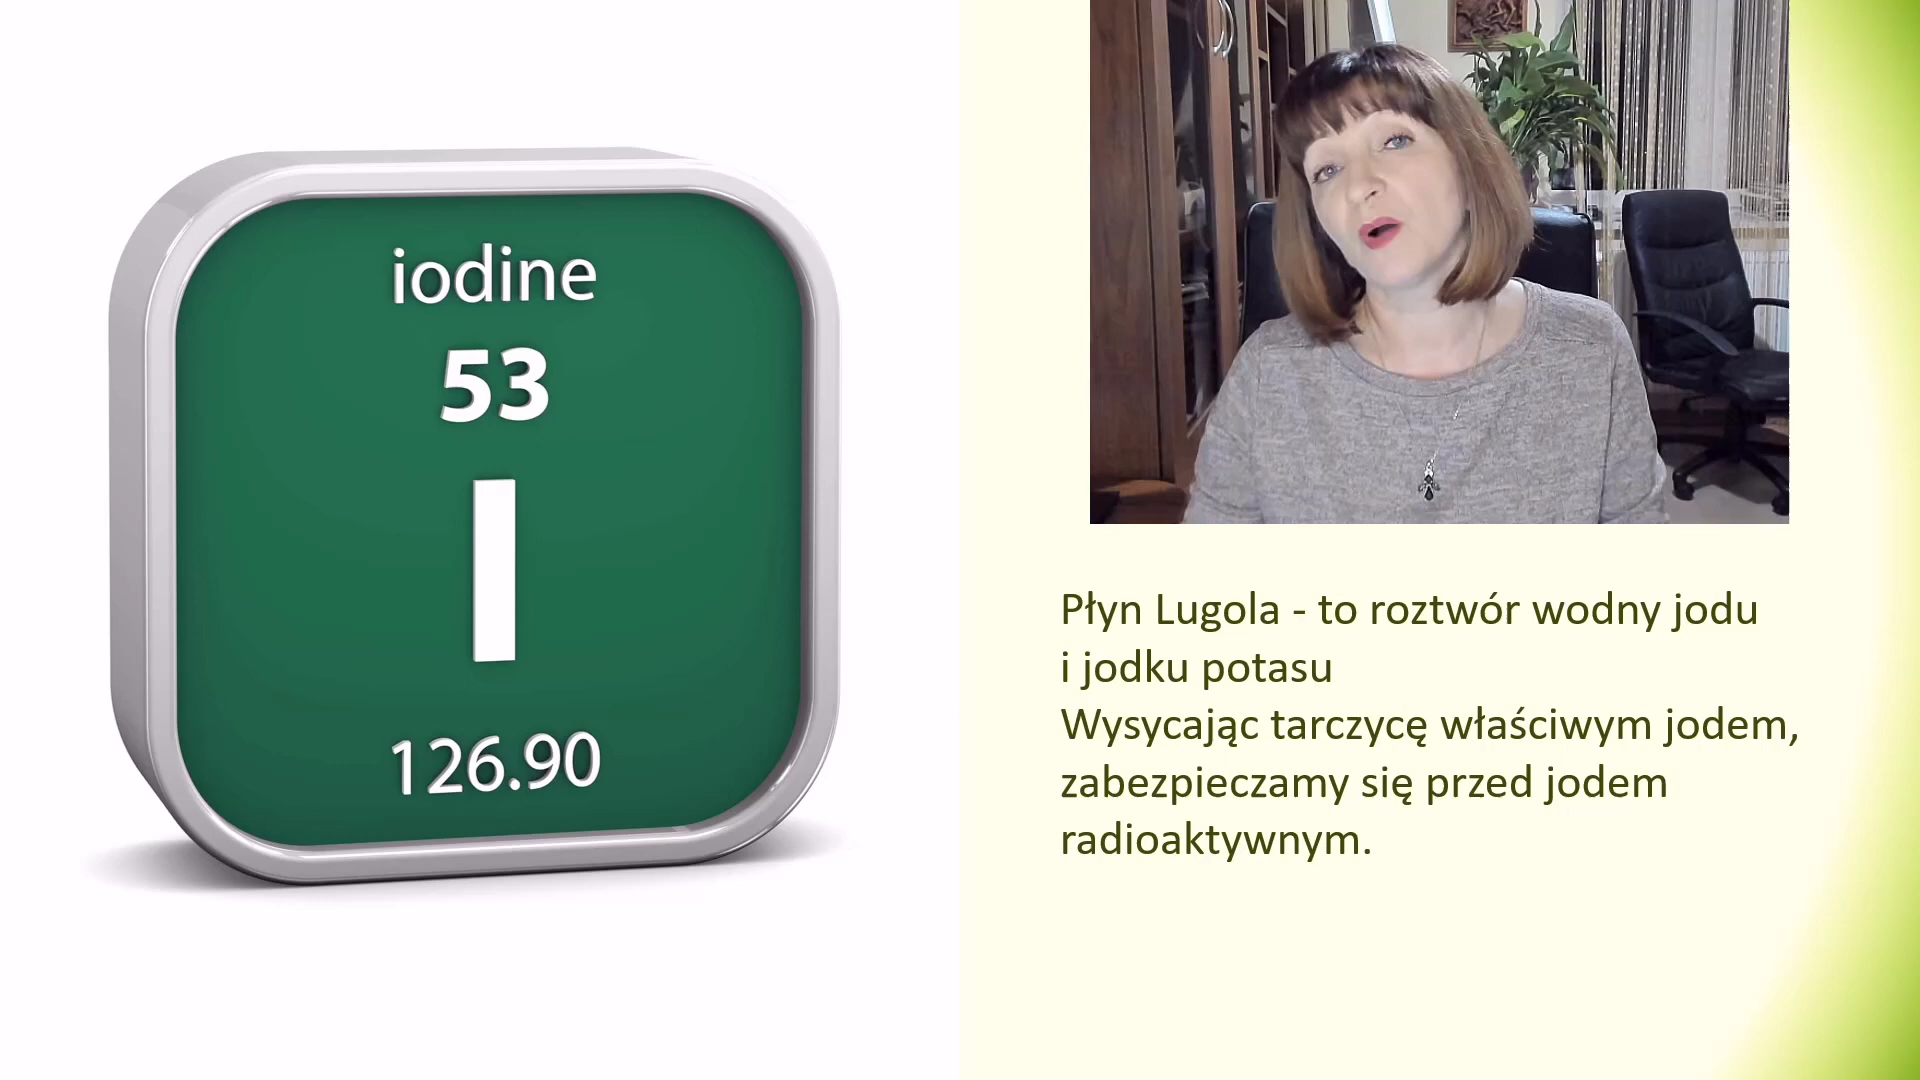 iodine
53
I
126.90
Płyn Lugola - to roztwór wodny jodu
i jodku potasu
Wysycając tarczycę właściwym jodem,
zabezpieczamy się przed jodem
radioaktywnym.